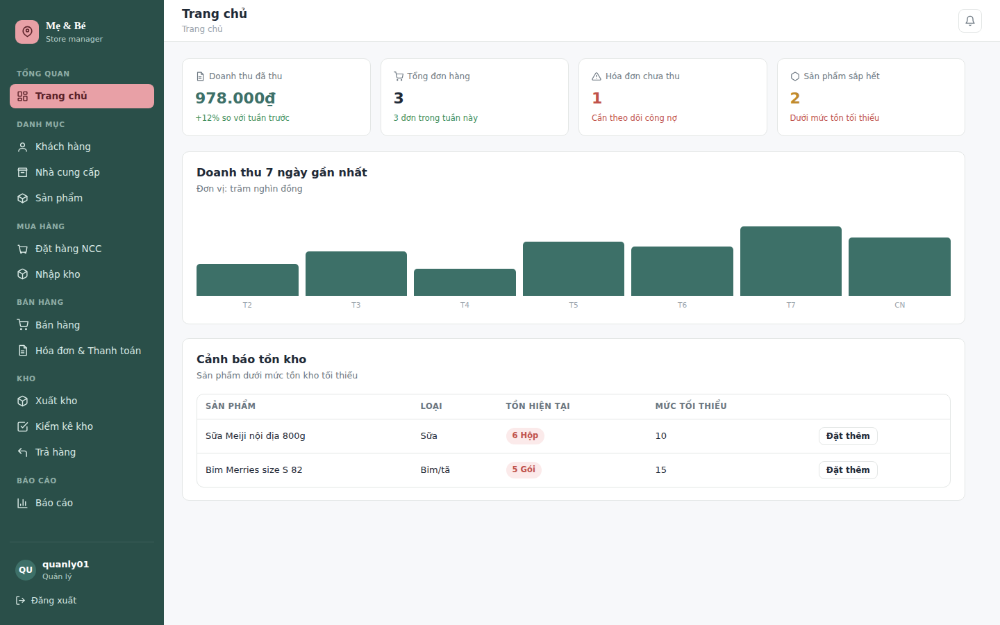 Mẹ & Bé
Store manager
TỔNG QUAN
Trang chủ
DANH MỤC
Khách hàng
Nhà cung cấp
Sản phẩm
MUA HÀNG
Đặt hàng NCC
Nhập kho
BÁN HÀNG
Bán hàng
Hóa đơn & Thanh toán
KHO
Xuất kho
Kiểm kê kho
Trả hàng
BÁO CÁO
Báo cáo
QU
quanly01
Quản lý
Đăng xuất
Trang chủ
Trang chủ
Doanh thu đã thu
978.000₫
+12% so với tuần trước
Tổng đơn hàng
3
3 đơn trong tuần này
Hóa đơn chưa thu
1
Cần theo dõi công nợ
Sản phẩm sắp hết
2
Dưới mức tồn tối thiểu
Doanh thu 7 ngày gần nhất
Đơn vị: trăm nghìn đồng
T2 T3 T4 T5 T6 T7 CN
Cảnh báo tồn kho
Sản phẩm dưới mức tồn kho tối thiểu
SẢN PHẨM LOẠI TỒN HIỆN TẠI MỨC TỐI THIỂU
Sữa Meiji nội địa 800g Sữa 6 Hộp 10 Đặt thêm
Bỉm Merries size S 82 Bỉm/tã 5 Gói 15 Đặt thêm